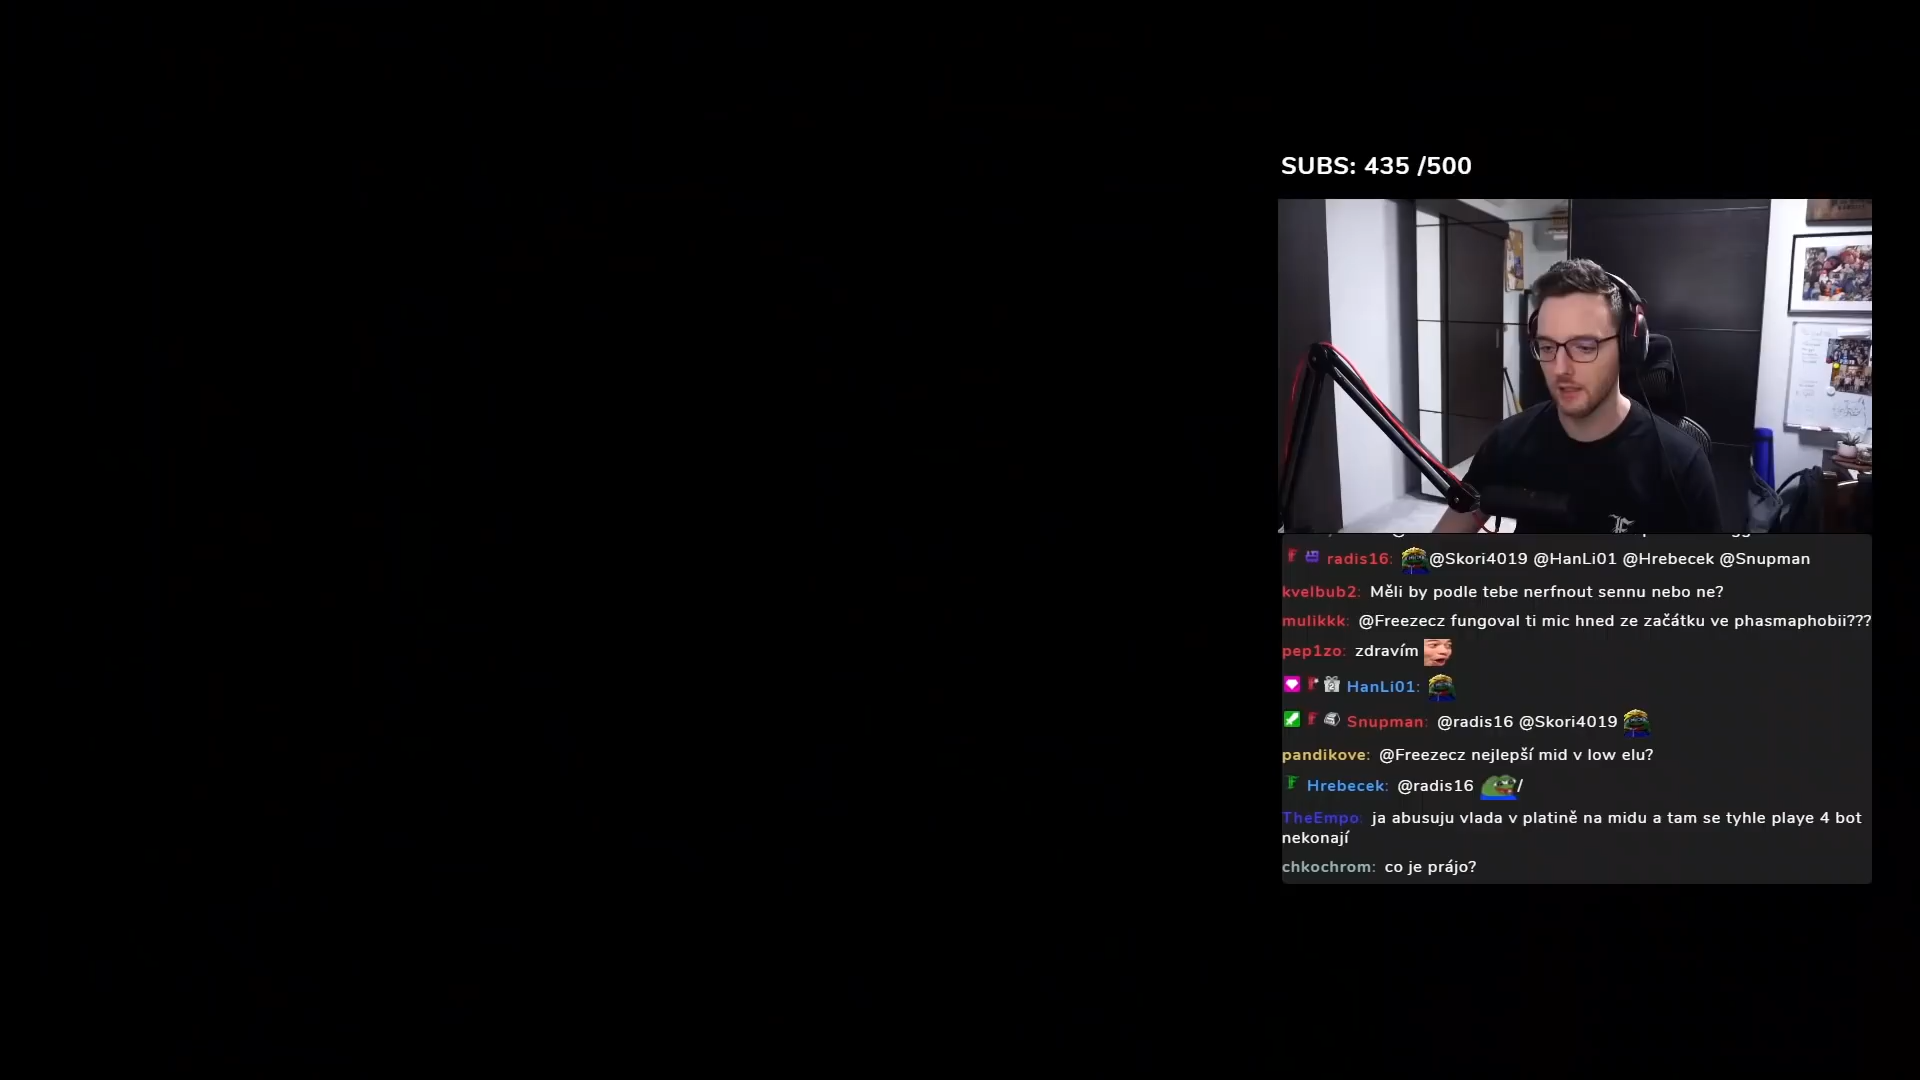 SUBS: 435 /500
radis16: @Skori4019 @HanLi01 @Hrebecek @Snupman
kvelbub2: Měli by podle tebe nerfnout sennu nebo ne?
mulikkk: @Freezecz fungoval ti mic hned ze začátku ve phasmaphobii???
pep1zo: zdravím
HanLi01:
Snupman: @radis16 @Skori4019
pandikove: @Freezecz nejlepší mid v low elu?
Hrebecek: @radis16 /
TheEmpo: ja abusuju vlada v platině na midu a tam se tyhle playe 4 bot
nekonají
chkochrom: co je prájo?